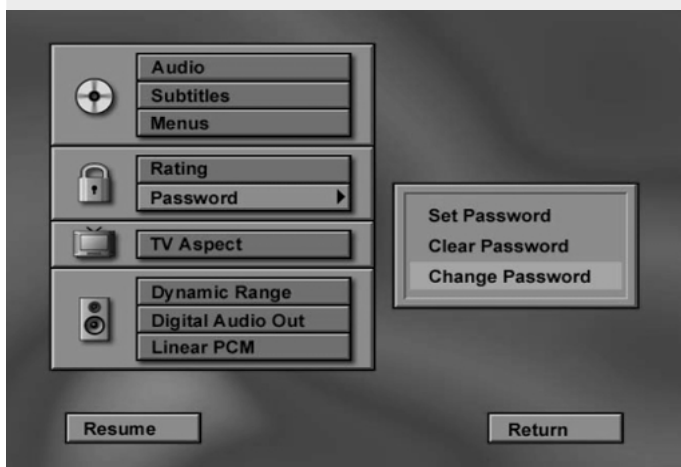 Audio
Subtitles
Menus
Rating
Password
TV Aspect
Dynamic Range
Digital Audio Out
Linear PCM
Set Password
Clear Password
Change Password
Resume
Return